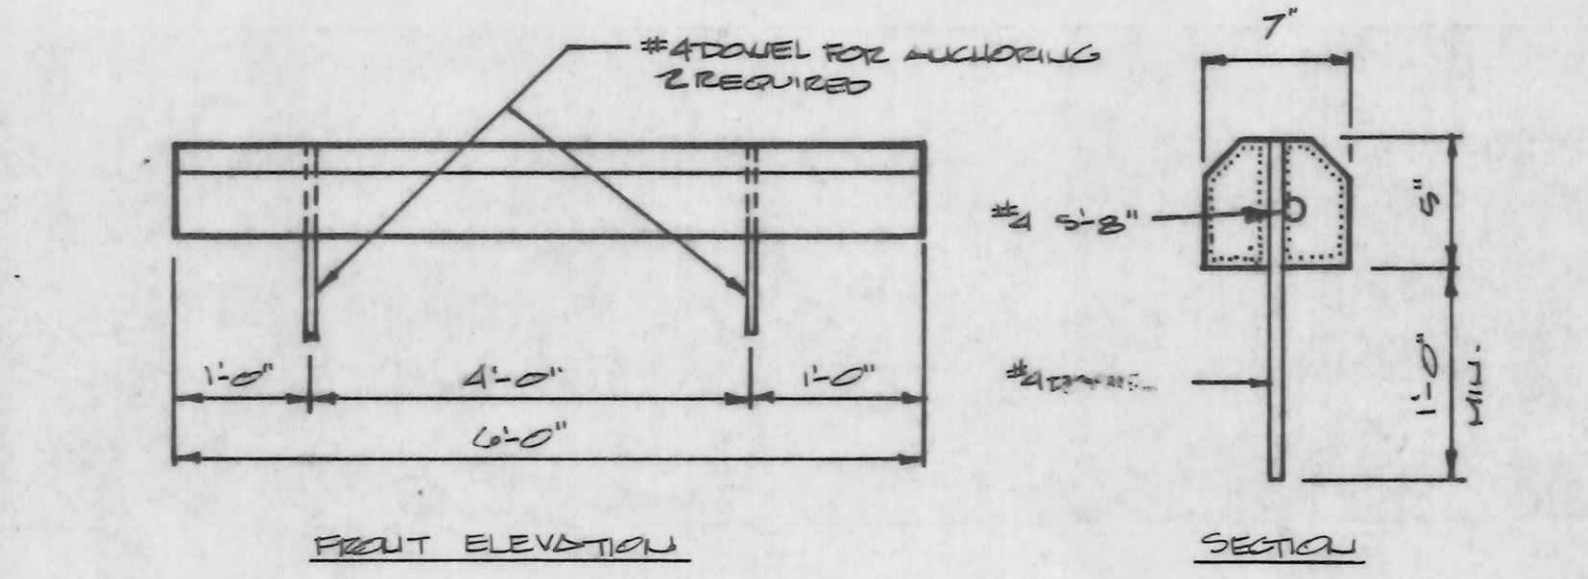 #4 DOWEL FOR ANCHORING
2 REQUIRED
1'-0"
4'-0"
1'-0"
6'-0"
FRONT ELEVATION
7"
#4 5'-8"
5"
#4
1'-0"
MIN.
SECTION